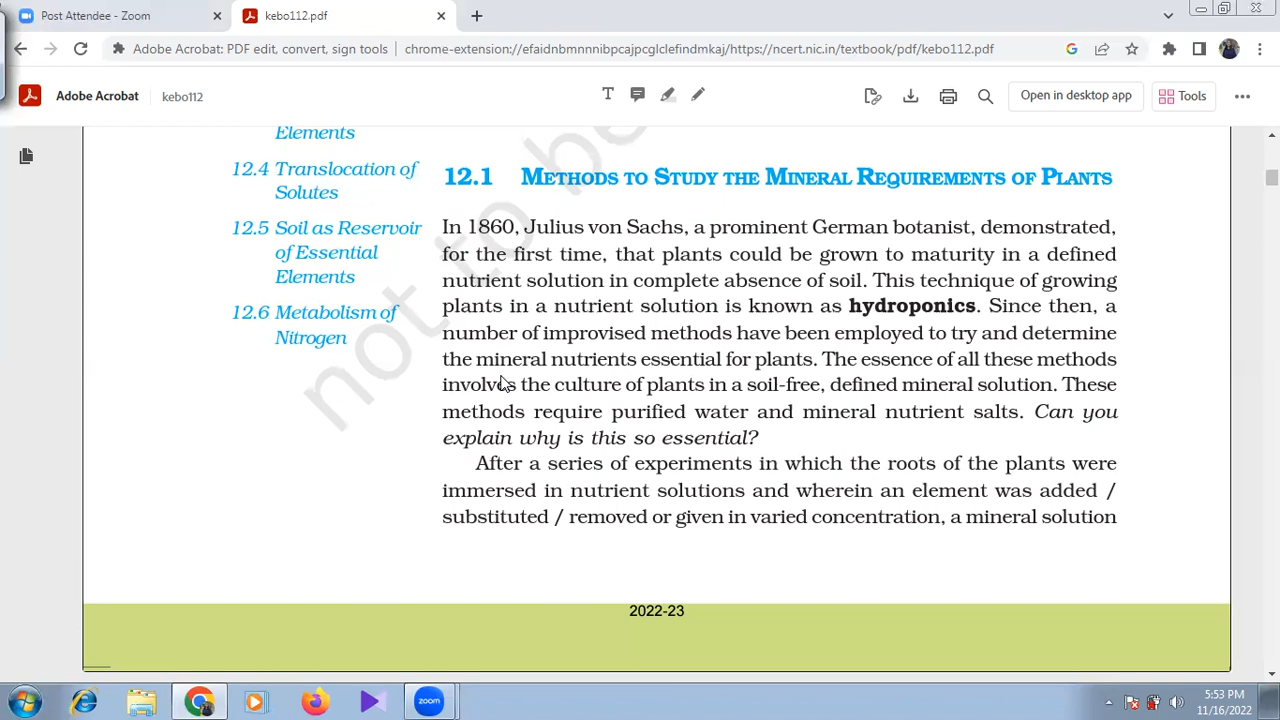 Post Attendee - Zoom
kebo112.pdf
Adobe Acrobat: PDF edit, convert, sign tools
chrome-extension://efaidnbmnnnibpcajpcglclefindmkaj/https://ncert.nic.in/textbook/pdf/kebo112.pdf
Adobe Acrobat
kebo112
Open in desktop app
Tools
Elements
12.4 Translocation of
Solutes
12.5 Soil as Reservoir
of Essential
Elements
12.6 Metabolism of
Nitrogen
not to be
12.1 METHODS TO STUDY THE MINERAL REQUIREMENTS OF PLANTS
In 1860, Julius von Sachs, a prominent German botanist, demonstrated,
for the first time, that plants could be grown to maturity in a defined
nutrient solution in complete absence of soil. This technique of growing
plants in a nutrient solution is known as hydroponics. Since then, a
number of improvised methods have been employed to try and determine
the mineral nutrients essential for plants. The essence of all these methods
involves the culture of plants in a soil-free, defined mineral solution. These
methods require purified water and mineral nutrient salts. Can you
explain why is this so essential?
After a series of experiments in which the roots of the plants were
immersed in nutrient solutions and wherein an element was added /
substituted / removed or given in varied concentration, a mineral solution
2022-23
zoom
5:53 PM
11/16/2022